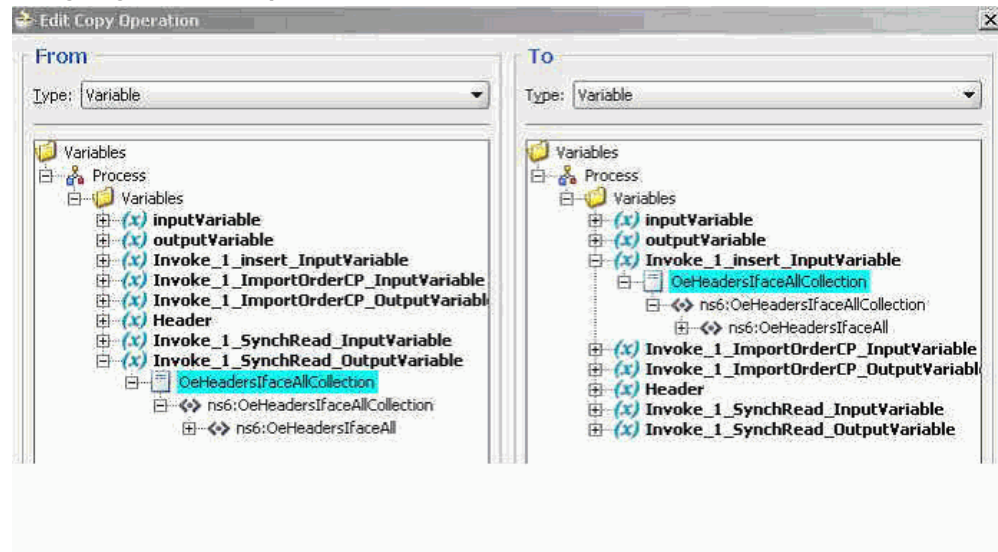 Edit Copy Operation
From
Type: Variable
Variables
Process
Variables
(x) inputVariable
(x) outputVariable
(x) Invoke_1_insert_InputVariable
(x) Invoke_1_ImportOrderCP_InputVariable
(x) Invoke_1_ImportOrderCP_OutputVariabl
(x) Header
(x) Invoke_1_SynchRead_InputVariable
(x) Invoke_1_SynchRead_OutputVariable
OeHeadersIfaceAllCollection
ns6:OeHeadersIfaceAllCollection
ns6:OeHeadersIfaceAll
To
Type: Variable
Variables
Process
Variables
(x) inputVariable
(x) outputVariable
(x) Invoke_1_insert_InputVariable
OeHeadersIfaceAllCollection
ns6:OeHeadersIfaceAllCollection
ns6:OeHeadersIfaceAll
(x) Invoke_1_ImportOrderCP_InputVariable
(x) Invoke_1_ImportOrderCP_OutputVariabl
(x) Header
(x) Invoke_1_SynchRead_InputVariable
(x) Invoke_1_SynchRead_OutputVariable